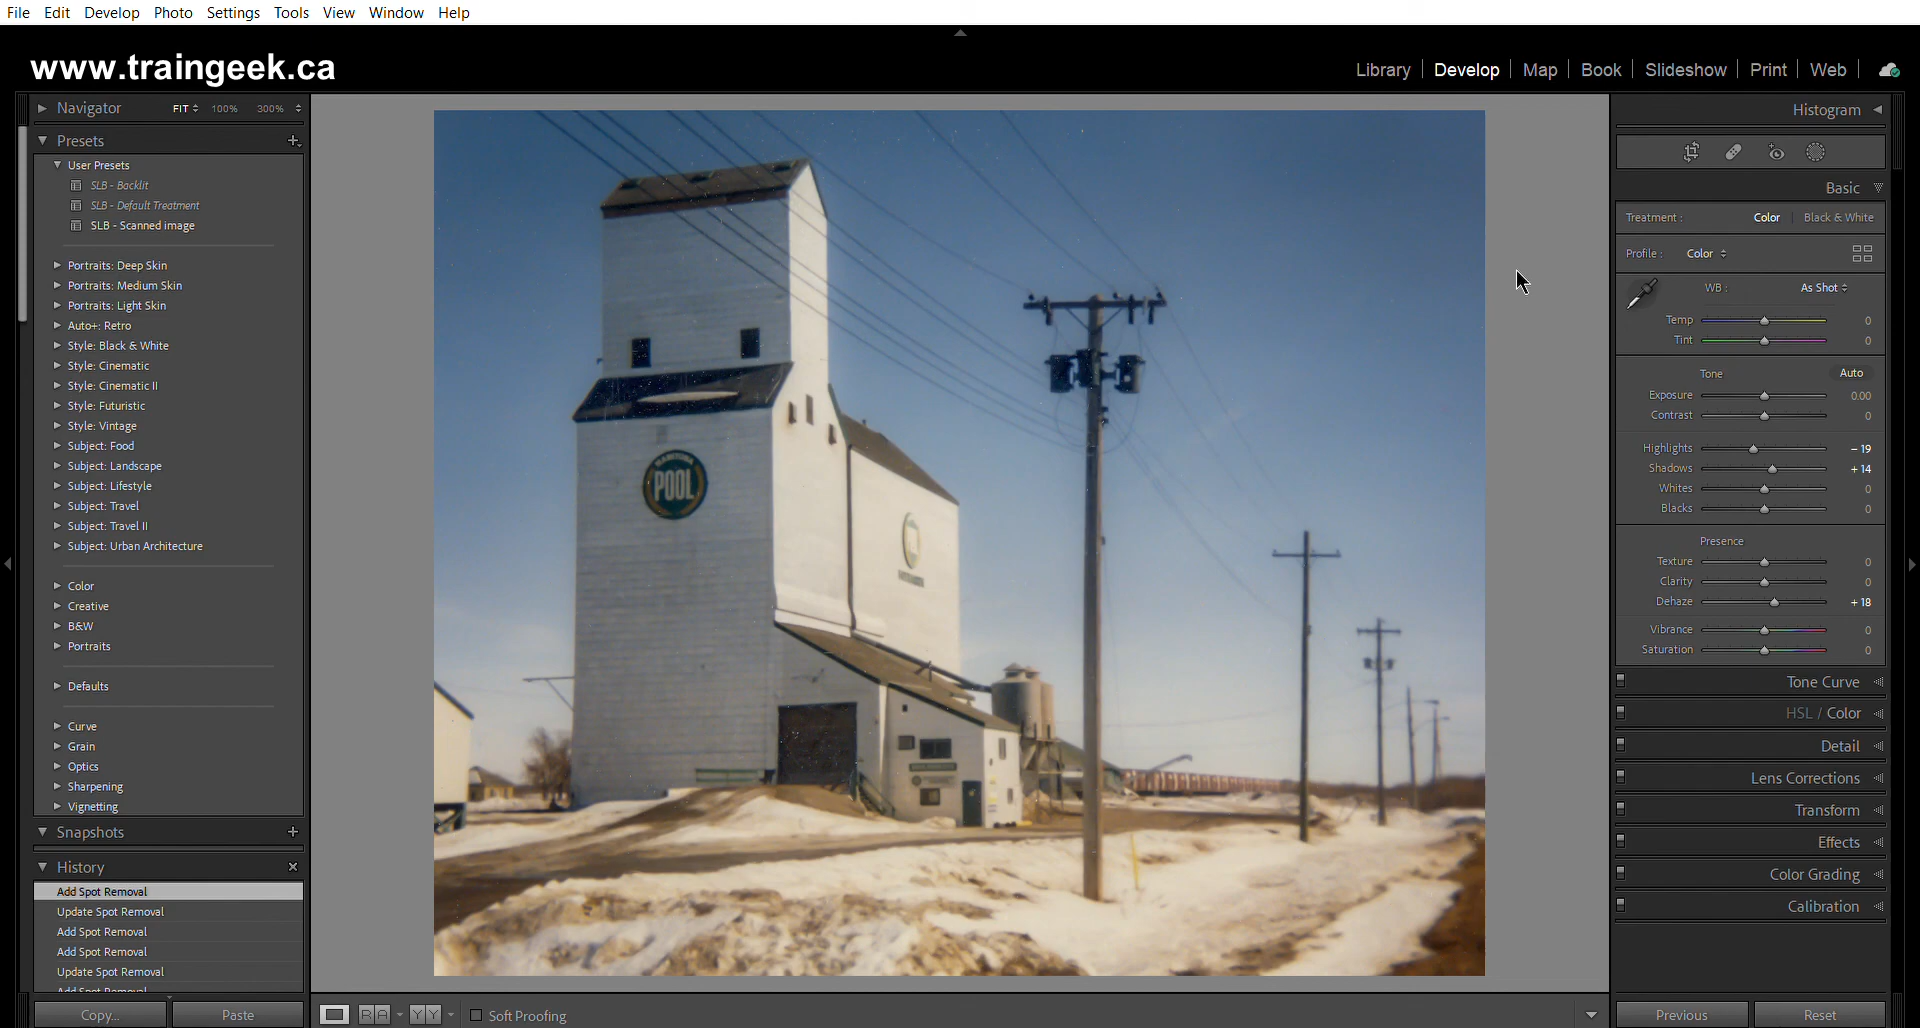 File Edit Develop Photo Settings Tools View Window Help
www.traingeek.ca
Library Develop Map Book Slideshow Print Web
Navigator FIT 100% 300%
Presets
User Presets
SLB - Backlit
SLB - Default Treatment
SLB - Scanned image
Portraits: Deep Skin
Portraits: Medium Skin
Portraits: Light Skin
Auto+: Retro
Style: Black & White
Style: Cinematic
Style: Cinematic II
Style: Futuristic
Style: Vintage
Subject: Food
Subject: Landscape
Subject: Lifestyle
Subject: Travel
Subject: Travel II
Subject: Urban Architecture
Color
Creative
B&W
Portraits
Defaults
Curve
Grain
Optics
Sharpening
Vignetting
Snapshots
History
Add Spot Removal
Update Spot Removal
Add Spot Removal
Add Spot Removal
Update Spot Removal
Add Spot Removal
Copy... Paste
MANITOBA
POOL
Soft Proofing
Histogram
Basic
Treatment : Color Black & White
Profile : Color
WB : As Shot
Temp 0
Tint 0
Tone Auto
Exposure 0.00
Contrast 0
Highlights - 19
Shadows + 14
Whites 0
Blacks 0
Presence
Texture 0
Clarity 0
Dehaze + 18
Vibrance 0
Saturation 0
Tone Curve
HSL / Color
Detail
Lens Corrections
Transform
Effects
Color Grading
Calibration
Previous Reset